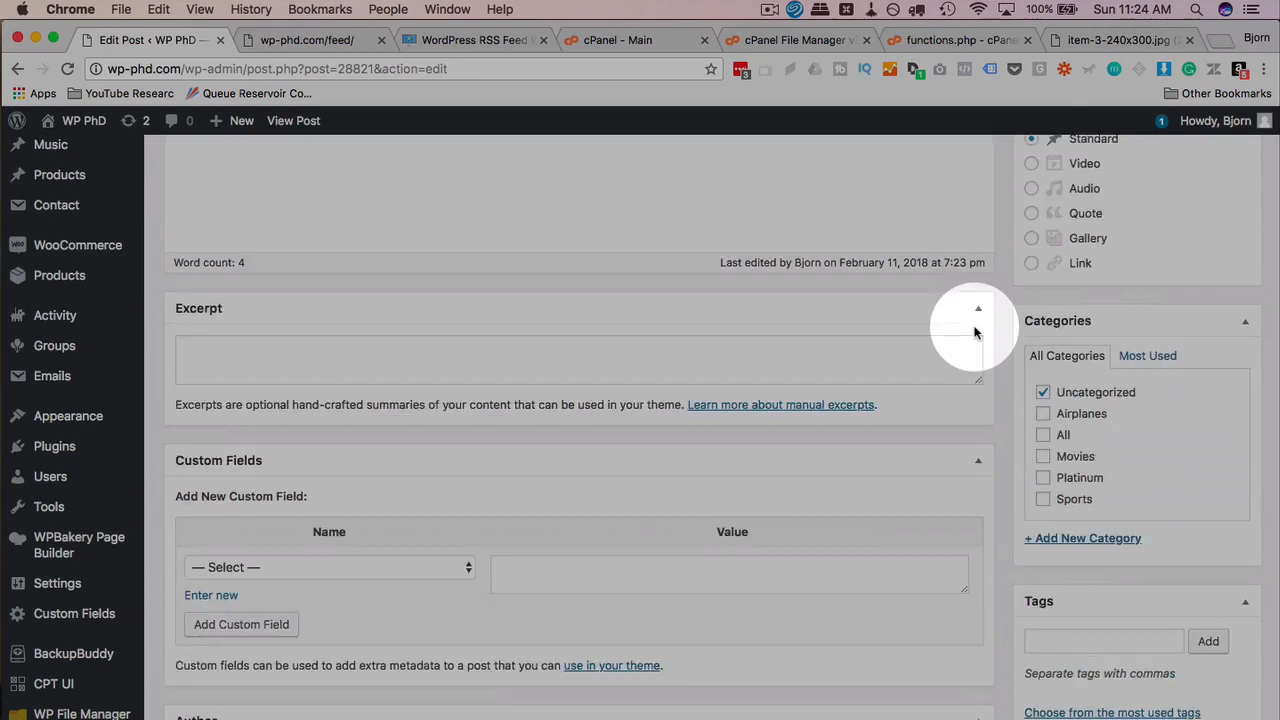 Chrome File Edit View History Bookmarks People Window Help 100% Sun 11:24 AM
Edit Post ‹ WP PhD — wp-phd.com/feed/ WordPress RSS Feed cPanel - Main cPanel File Manager v3 functions.php - cPane item-3-240x300.jpg Bjorn
wp-phd.com/wp-admin/post.php?post=28821&action=edit
Apps YouTube Researc Queue Reservoir Co... Other Bookmarks
WP PhD 2 0 New View Post 1 Howdy, Bjorn
Music
Products
Contact
WooCommerce
Products
Activity
Groups
Emails
Appearance
Plugins
Users
Tools
WPBakery Page
Builder
Settings
Custom Fields
BackupBuddy
CPT UI
WP File Manager
Word count: 4 Last edited by Bjorn on February 11, 2018 at 7:23 pm
Excerpt
Excerpts are optional hand-crafted summaries of your content that can be used in your theme. Learn more about manual excerpts.
Custom Fields
Add New Custom Field:
Name Value
— Select —
Enter new
Add Custom Field
Custom fields can be used to add extra metadata to a post that you can use in your theme.
Author
Standard
Video
Audio
Quote
Gallery
Link
Categories
All Categories Most Used
Uncategorized
Airplanes
All
Movies
Platinum
Sports
+ Add New Category
Tags
Add
Separate tags with commas
Choose from the most used tags